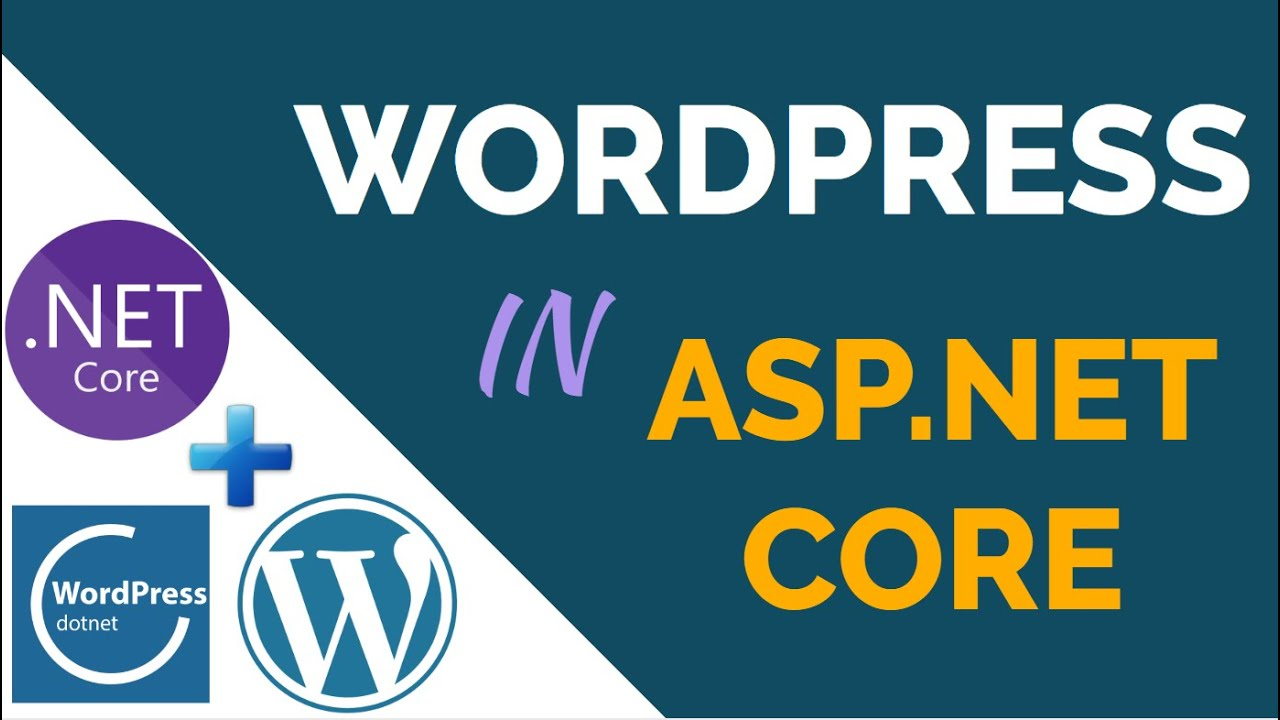 WORDPRESS
IN
ASP.NET
CORE
.NET
Core
WordPress
dotnet
W